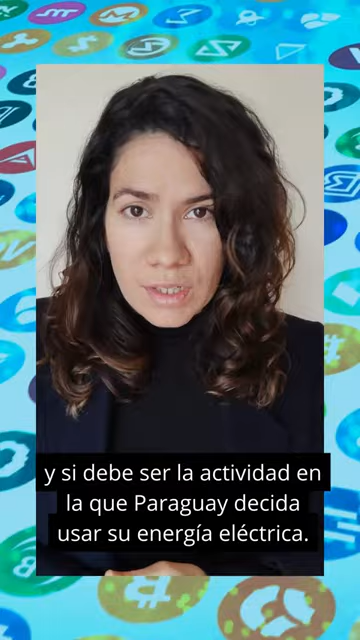 y si debe ser la actividad en
la que Paraguay decida
usar su energía eléctrica.